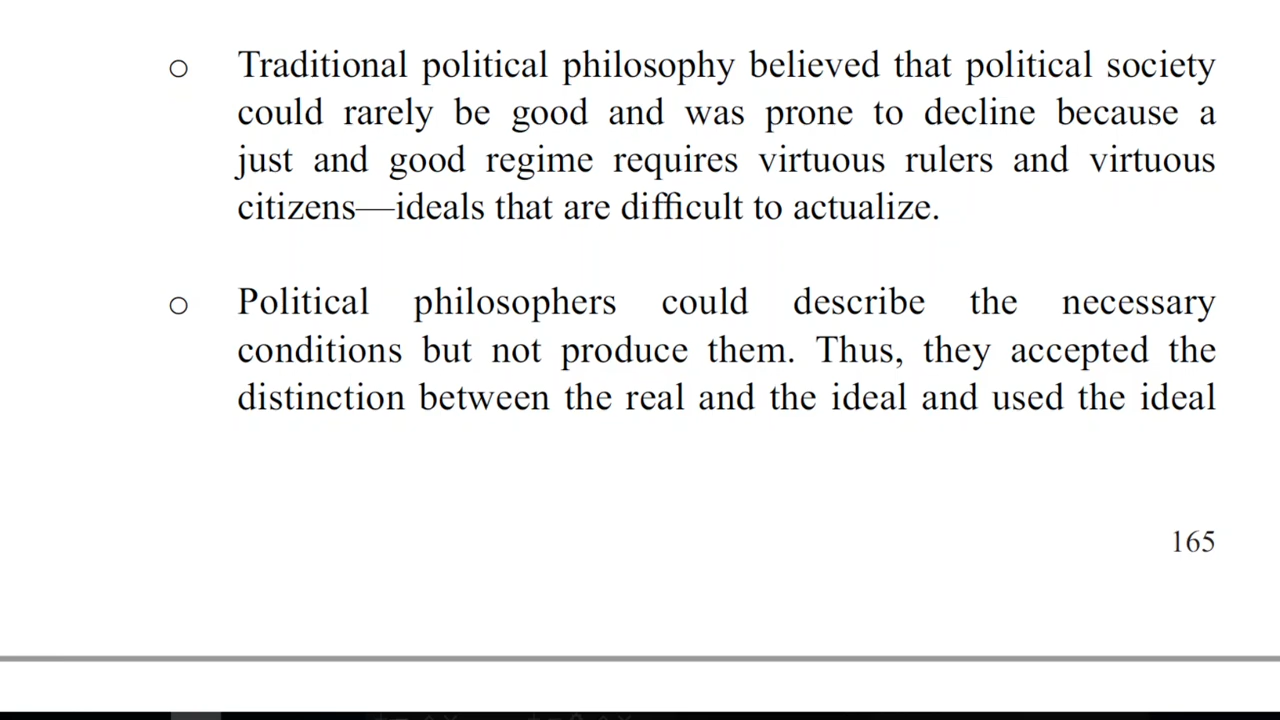 ○ Traditional political philosophy believed that political society
could rarely be good and was prone to decline because a
just and good regime requires virtuous rulers and virtuous
citizens—ideals that are difficult to actualize.
○ Political philosophers could describe the necessary
conditions but not produce them. Thus, they accepted the
distinction between the real and the ideal and used the ideal
165